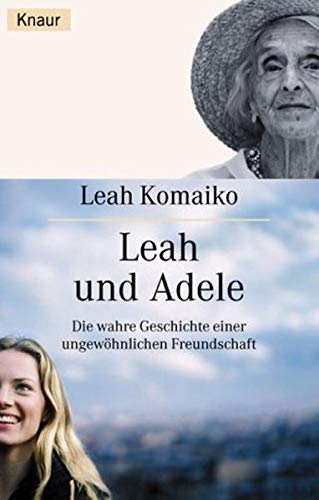 Knaur
Leah Komaiko
Leah
und Adele
Die wahre Geschichte einer
ungewöhnlichen Freundschaft